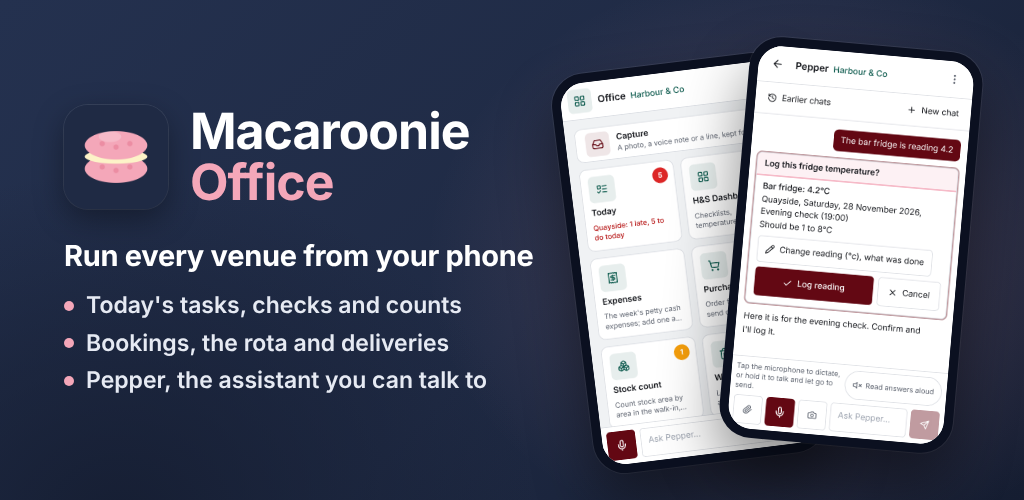 Macaroonie
Office
Run every venue from your phone
Today's tasks, checks and counts
Bookings, the rota and deliveries
Pepper, the assistant you can talk to
Office Harbour & Co
Capture
A photo, a voice note or a line, kept
5
Today
Quayside: 1 late, 5 to
do today
H&S
Checklists,
Expenses
The week's petty cash
expenses; add one a...
Order
send
1
Stock count
Count stock area by
area in the walk-in,...
Ask Pepper...
Pepper Harbour & Co
Earlier chats
New chat
The bar fridge is reading 4.2
Log this fridge temperature?
Bar fridge: 4.2°C
Quayside, Saturday, 28 November 2026,
Evening check (19:00)
Should be 1 to 8°C
Change reading (°c), what was done
Log reading
Cancel
Here it is for the evening check. Confirm and
I'll log it.
Tap the microphone to dictate,
or hold it to talk and let go to
send.
Read answers aloud
Ask Pepper...